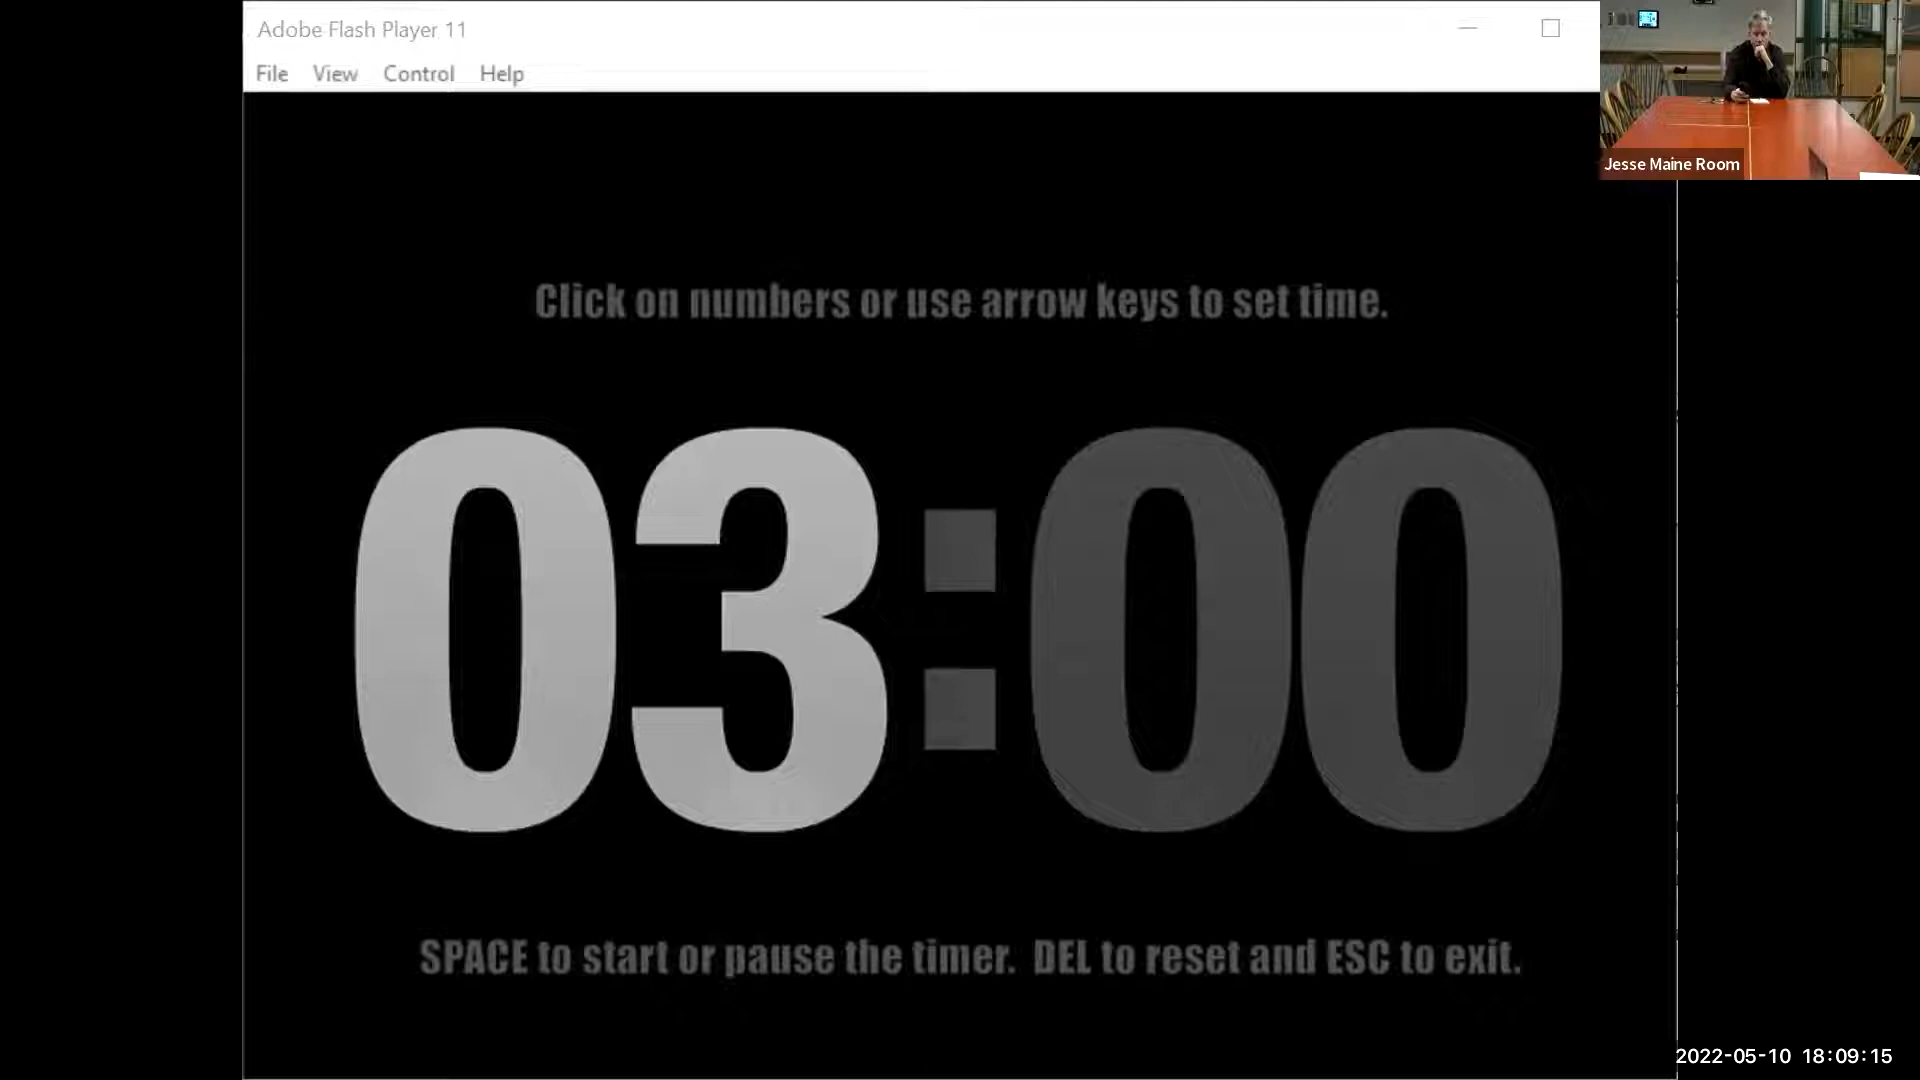 Adobe Flash Player 11
File View Control Help
Jesse Maine Room
Click on numbers or use arrow keys to set time.
03:00
SPACE to start or pause the timer. DEL to reset and ESC to exit.
2022-05-10 18:09:15